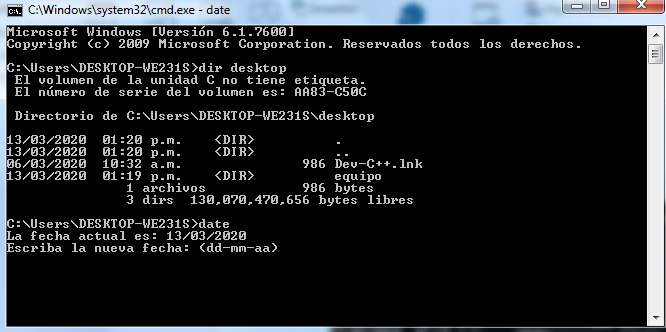 C:\Windows\system32\cmd.exe - date
Microsoft Windows [Versión 6.1.7600]
Copyright (c) 2009 Microsoft Corporation. Reservados todos los derechos.
C:\Users\DESKTOP-WE231S>dir desktop
El volumen de la unidad C no tiene etiqueta.
El número de serie del volumen es: AA83-C50C
Directorio de C:\Users\DESKTOP-WE231S\desktop
13/03/2020 01:20 p.m. <DIR> .
13/03/2020 01:20 p.m. <DIR> ..
06/03/2020 10:32 a.m. 986 Dev-C++.lnk
13/03/2020 01:19 p.m. <DIR> equipo
1 archivos 986 bytes
3 dirs 130,070,470,656 bytes libres
C:\Users\DESKTOP-WE231S>date
La fecha actual es: 13/03/2020
Escriba la nueva fecha: (dd-mm-aa)